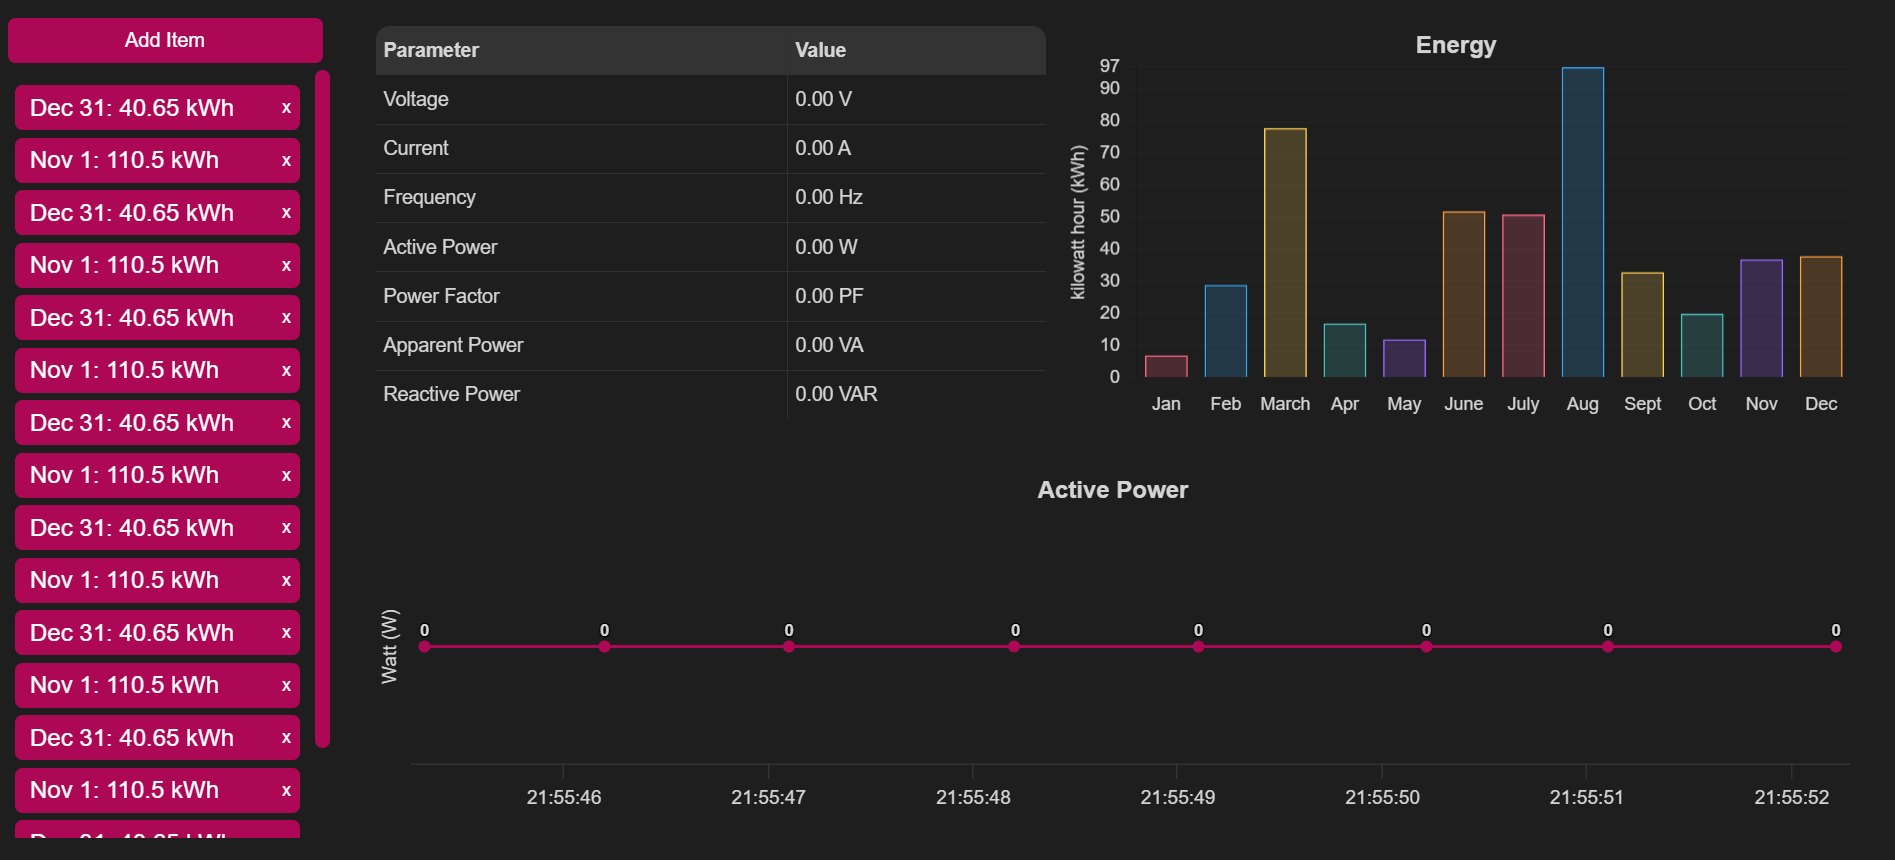 Add Item
Dec 31: 40.65 kWh x
Nov 1: 110.5 kWh x
Dec 31: 40.65 kWh x
Nov 1: 110.5 kWh x
Dec 31: 40.65 kWh x
Nov 1: 110.5 kWh x
Dec 31: 40.65 kWh x
Nov 1: 110.5 kWh x
Dec 31: 40.65 kWh x
Nov 1: 110.5 kWh x
Dec 31: 40.65 kWh x
Nov 1: 110.5 kWh x
Dec 31: 40.65 kWh x
Nov 1: 110.5 kWh x
Parameter Value
Voltage 0.00 V
Current 0.00 A
Frequency 0.00 Hz
Active Power 0.00 W
Power Factor 0.00 PF
Apparent Power 0.00 VA
Reactive Power 0.00 VAR
Energy
kilowatt hour (kWh)
97
90
80
70
60
50
40
30
20
10
0
Jan Feb March Apr May June July Aug Sept Oct Nov Dec
Active Power
Watt (W)
0 0 0 0 0 0 0 0
21:55:46 21:55:47 21:55:48 21:55:49 21:55:50 21:55:51 21:55:52